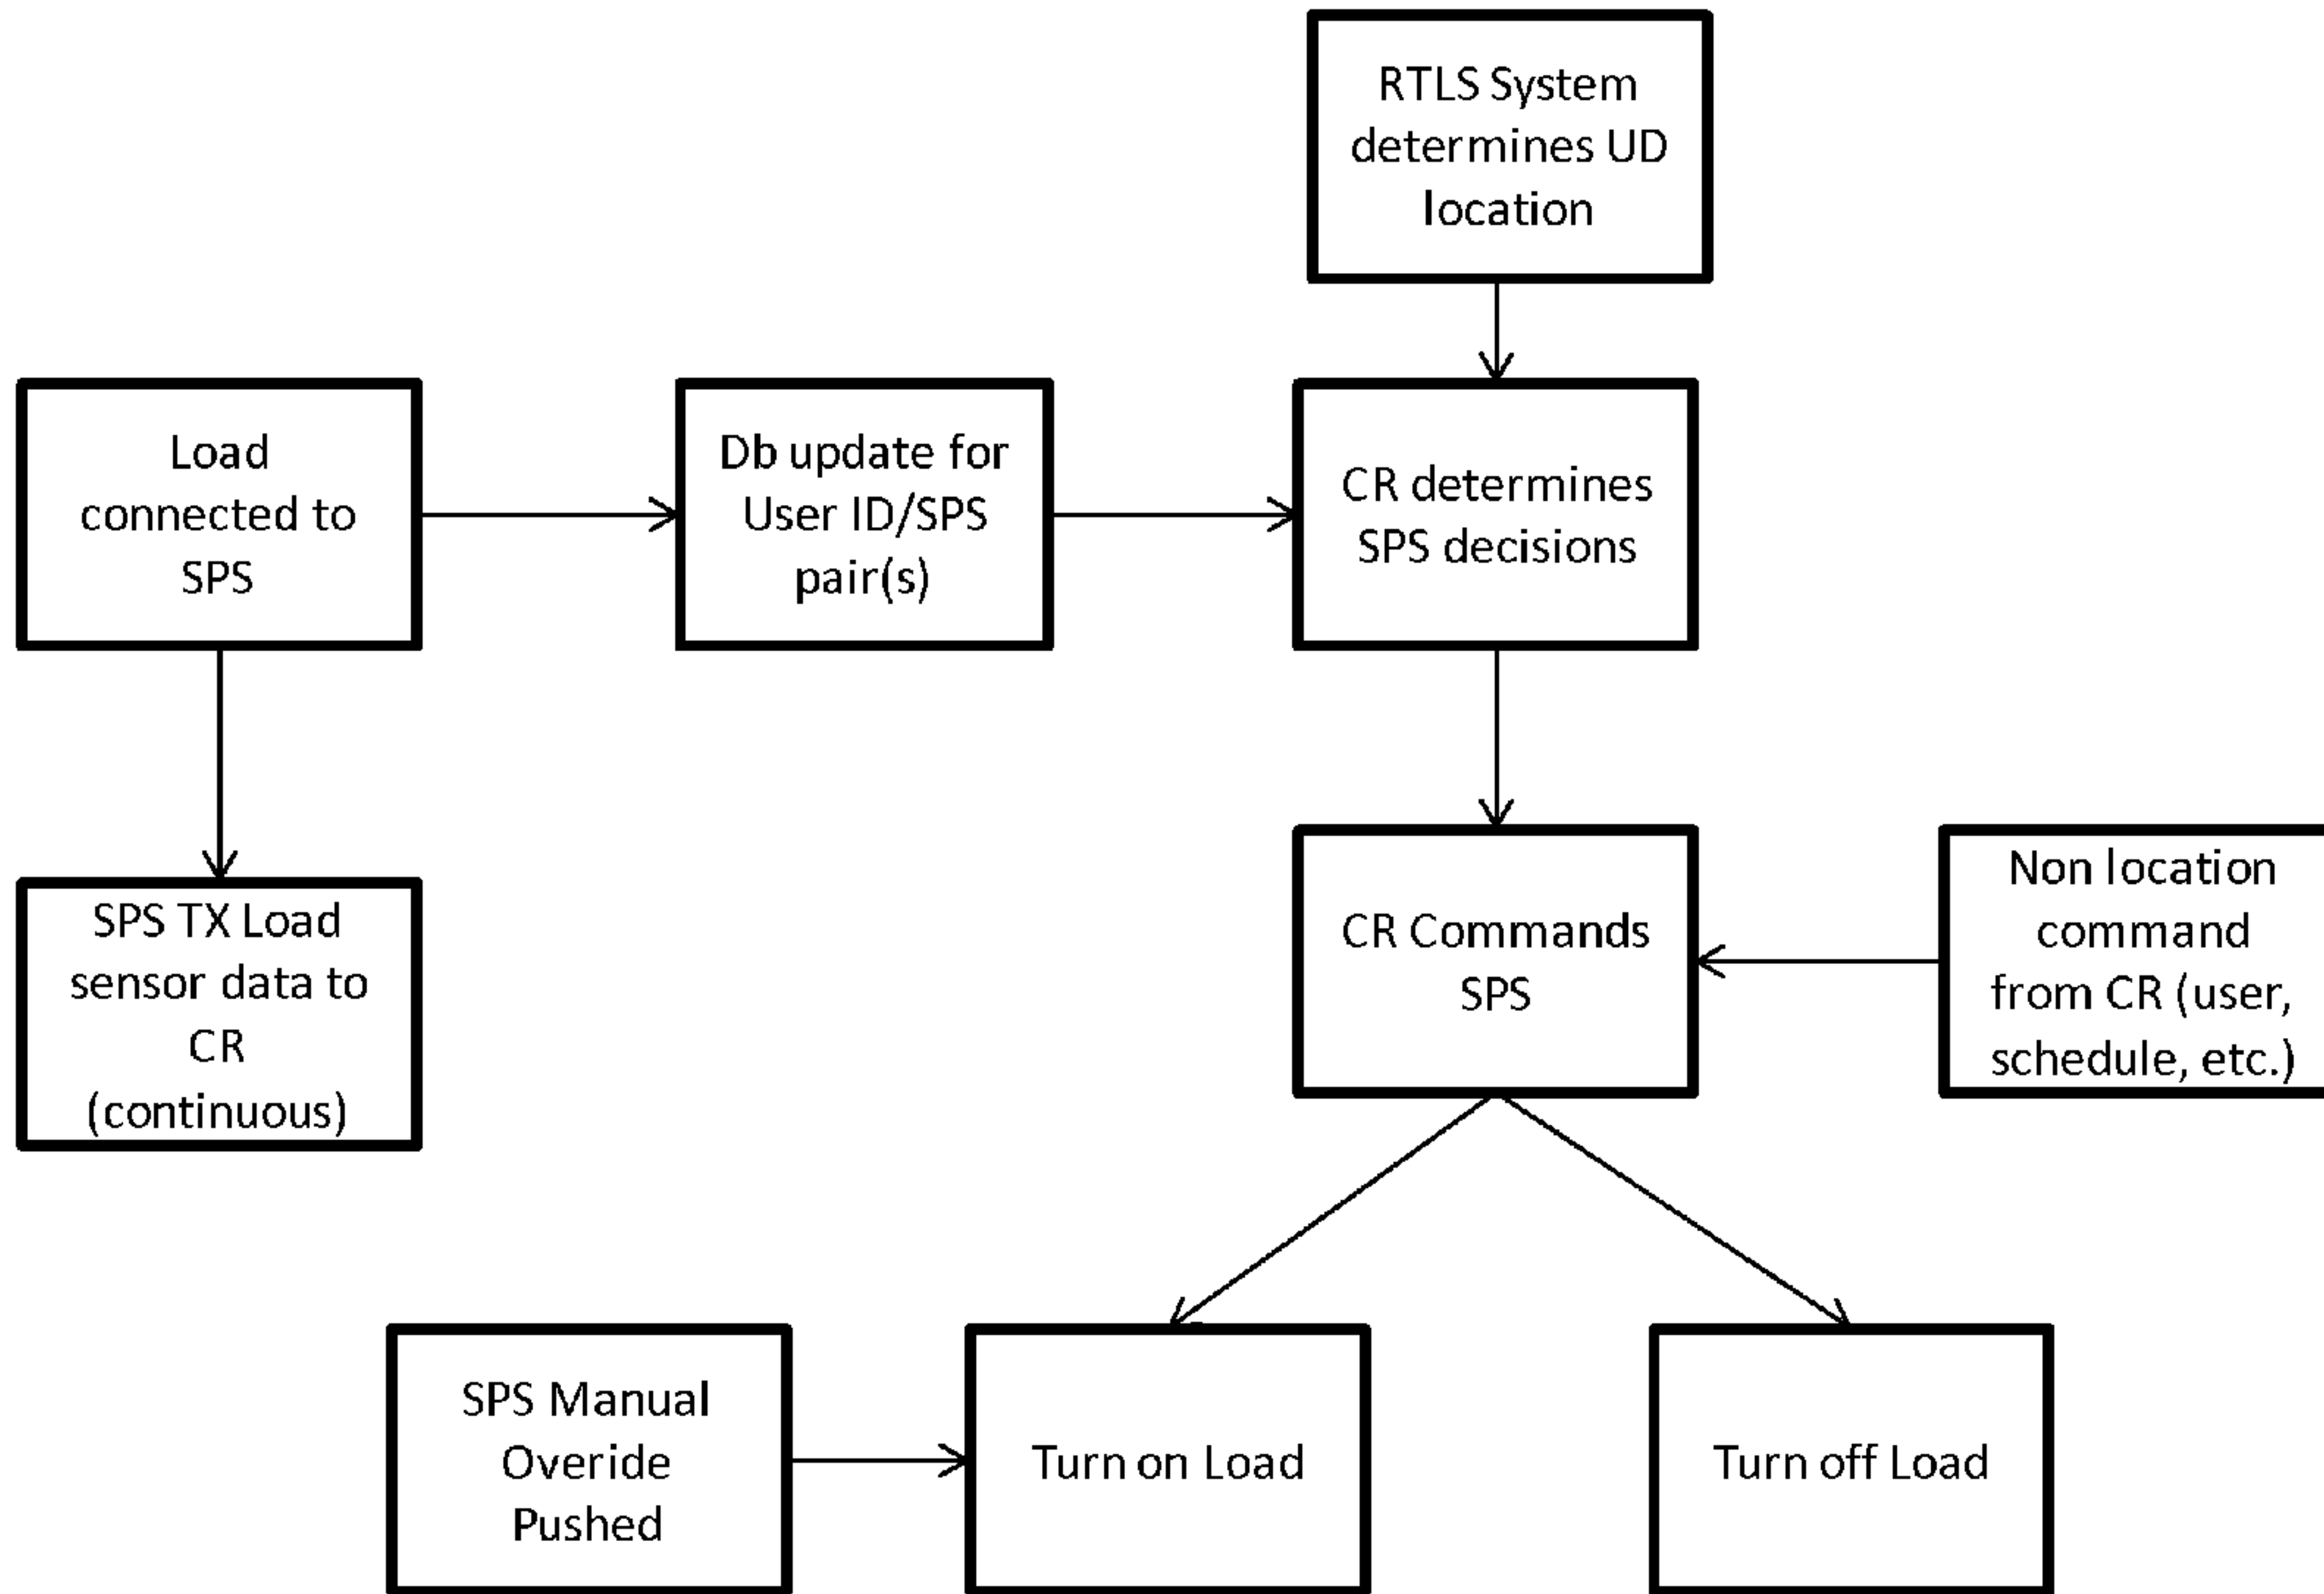 RTLS System
determines UD
location
Load
connected to
SPS
Db update for
User ID/SPS
pair(s)
CR determines
SPS decisions
SPS TX Load
sensor data to
CR
(continuous)
CR Commands
SPS
Non location
command
from CR (user,
schedule, etc.)
SPS Manual
Overide
Pushed
Turn on Load
Turn off Load